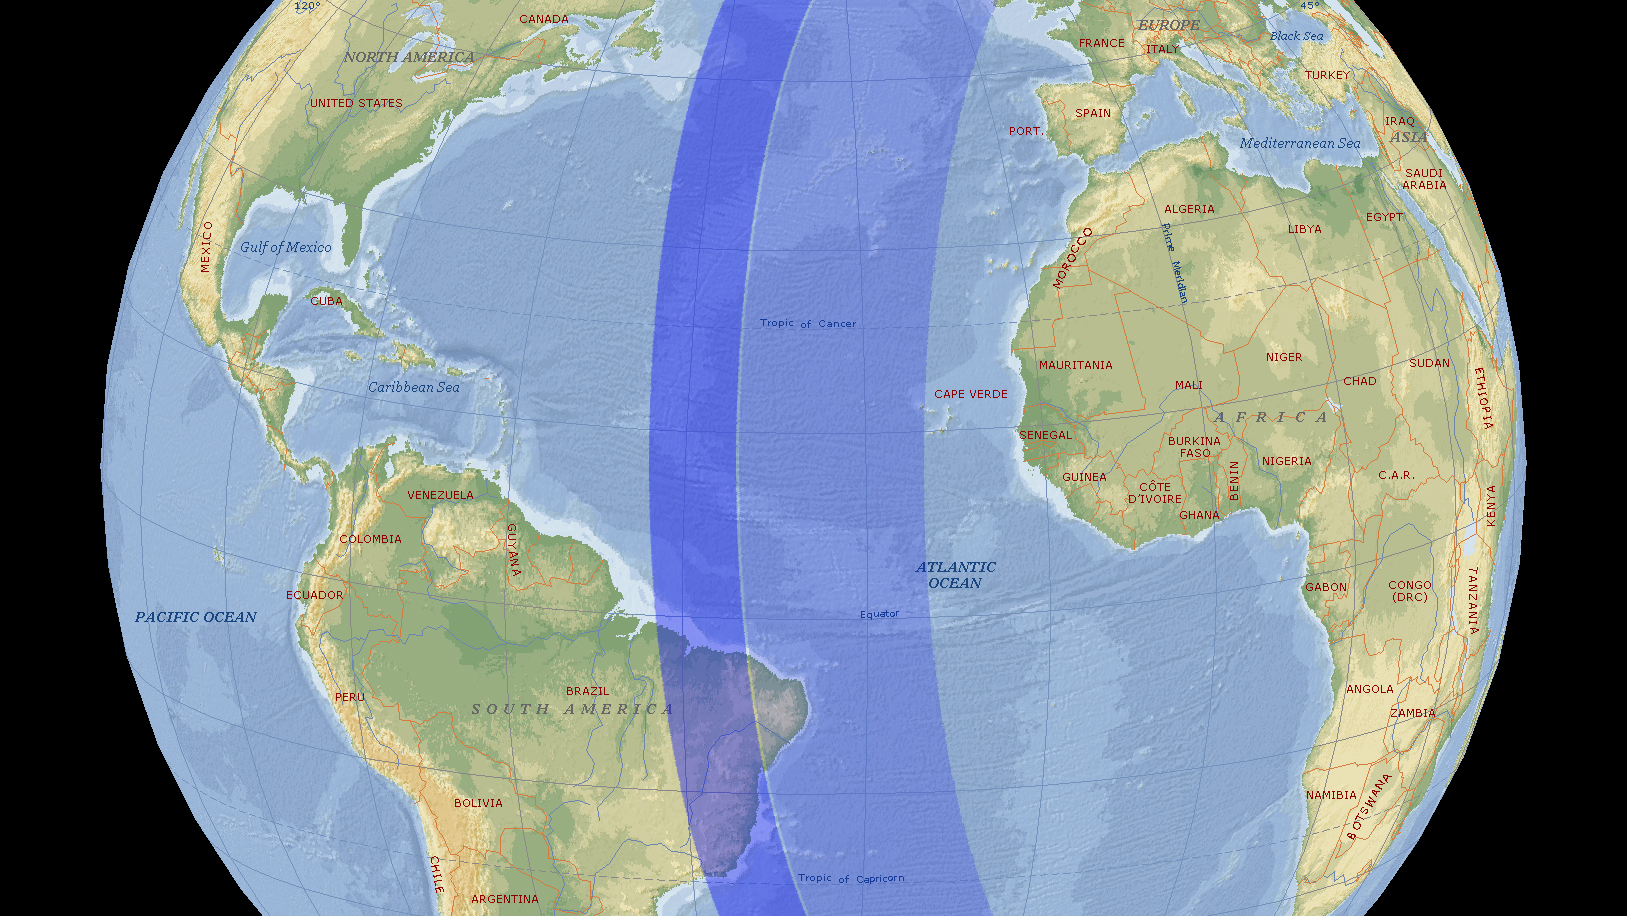 120°
45°
CANADA
EUROPE
Black Sea
FRANCE
ITALY
NORTH AMERICA
TURKEY
UNITED STATES
SPAIN
PORT.
IRAQ
ASIA
Mediterranean Sea
SAUDI
ARABIA
ALGERIA
EGYPT
LIBYA
MEXICO
Gulf of Mexico
MOROCCO
Prime Meridian
CUBA
Tropic of Cancer
MAURITANIA
NIGER
SUDAN
ETHIOPIA
Caribbean Sea
CAPE VERDE
MALI
CHAD
AFRICA
SENEGAL
BURKINA
FASO
NIGERIA
GUINEA
BENIN
C.A.R.
VENEZUELA
CÔTE
D'IVOIRE
KENYA
GHANA
COLOMBIA
GUYANA
ATLANTIC
OCEAN
ECUADOR
GABON
CONGO
(DRC)
TANZANIA
PACIFIC OCEAN
Equator
PERU
BRAZIL
SOUTH AMERICA
ANGOLA
ZAMBIA
BOLIVIA
NAMIBIA
BOTSWANA
CHILE
Tropic of Capricorn
ARGENTINA